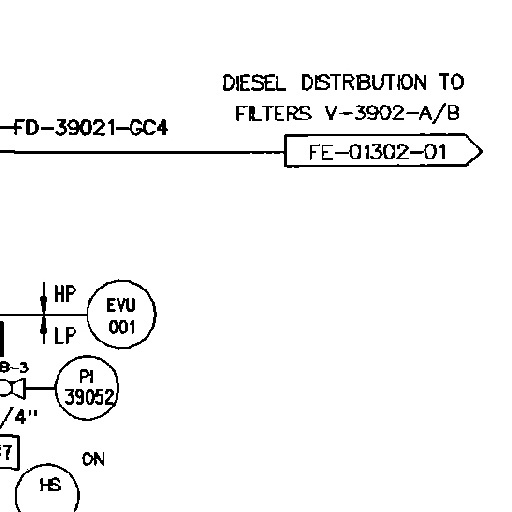 DIESEL DISTRIBUTION TO
FILTERS V-3902-A/B
FD-39021-GC4
FE-01302-01
HP
EVU
001
LP
B-3
PI
39052
/4"
7
ON
HS